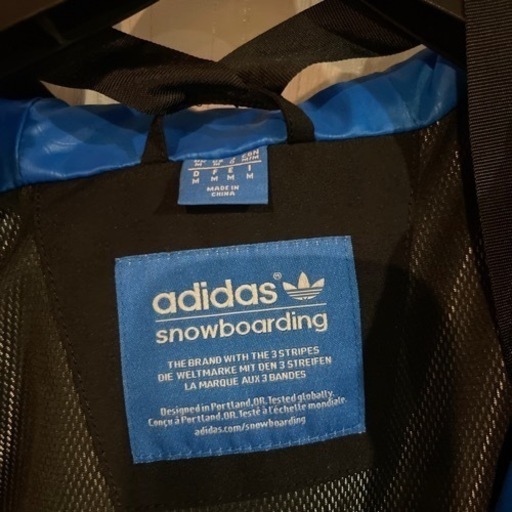 D F E I
M M M M
MADE IN
CHINA
adidas®
snowboarding
THE BRAND WITH THE 3 STRIPES
DIE WELTMARKE MIT DEN 3 STREIFEN
LA MARQUE AUX 3 BANDES
Designed in Portland, OR. Tested globally.
Conçu à Portland, OR. Testé à l'échelle mondiale.
adidas.com/snowboarding